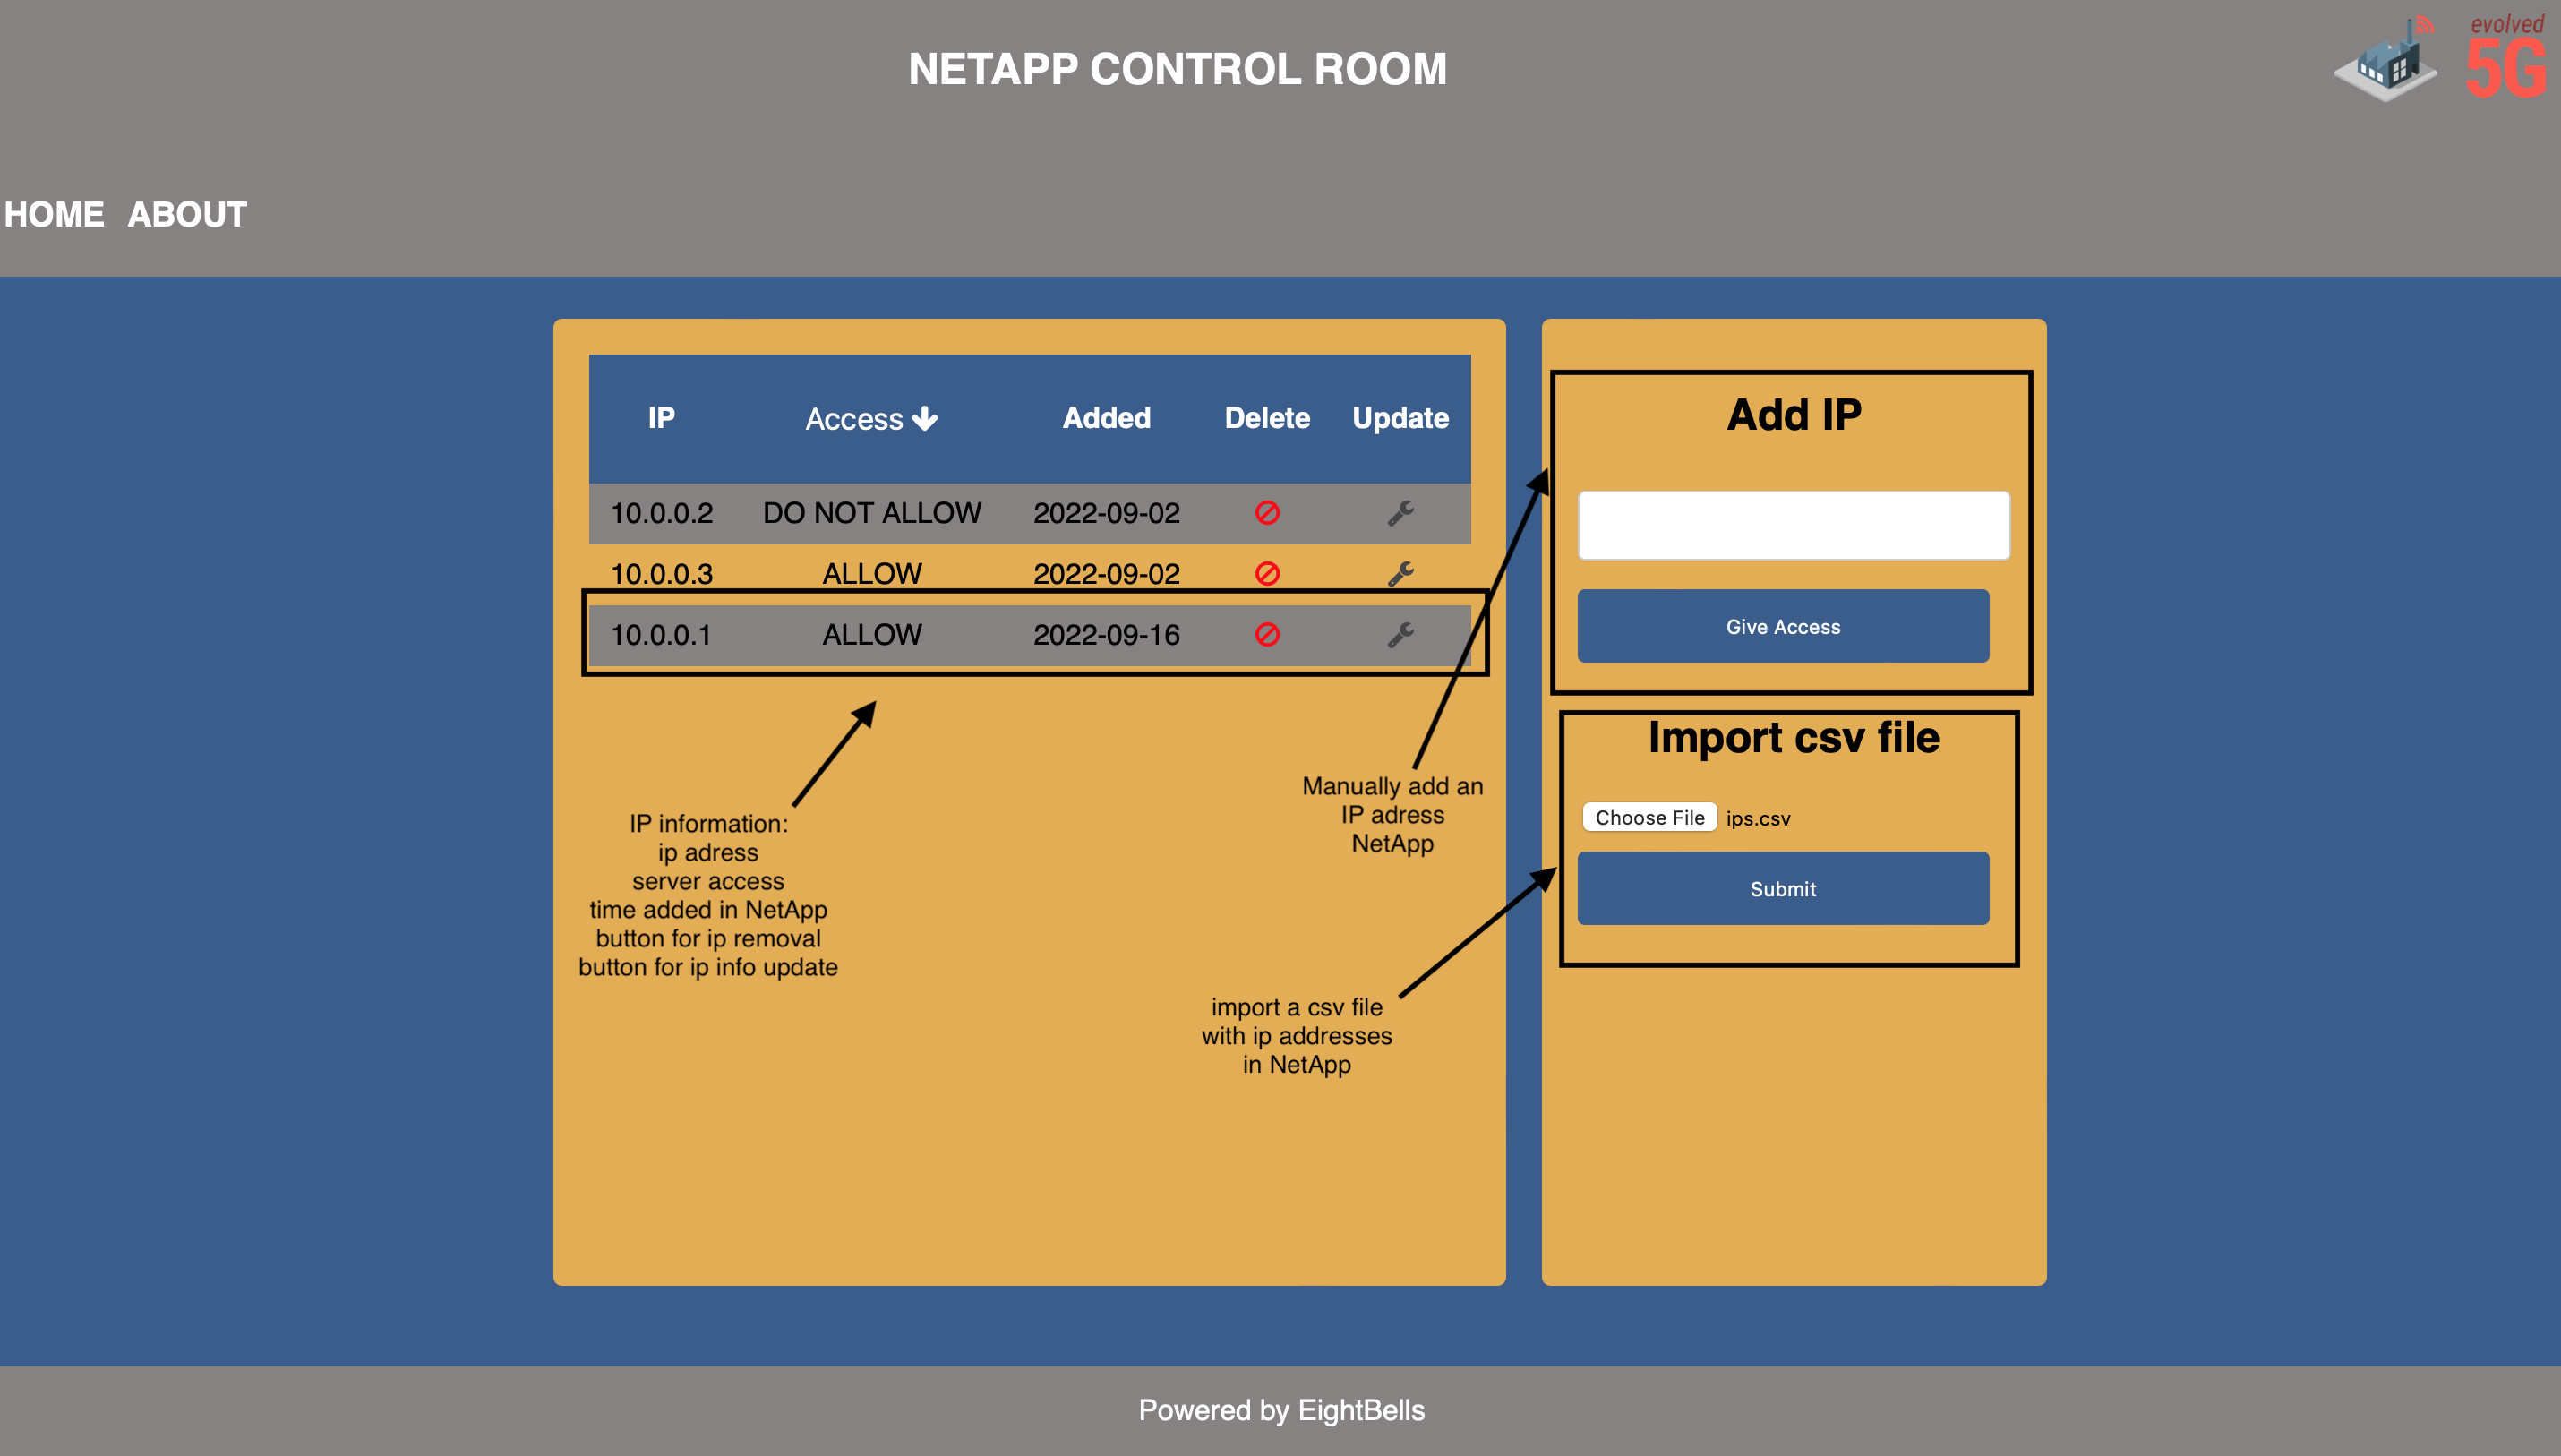 NETAPP CONTROL ROOM
evolved
5G
HOME ABOUT
IP Access Added Delete Update
10.0.0.2 DO NOT ALLOW 2022-09-02
10.0.0.3 ALLOW 2022-09-02
10.0.0.1 ALLOW 2022-09-16
IP information:
ip adress
server access
time added in NetApp
button for ip removal
button for ip info update
Manually add an
IP adress
NetApp
import a csv file
with ip addresses
in NetApp
Add IP
Give Access
Import csv file
Choose File ips.csv
Submit
Powered by EightBells